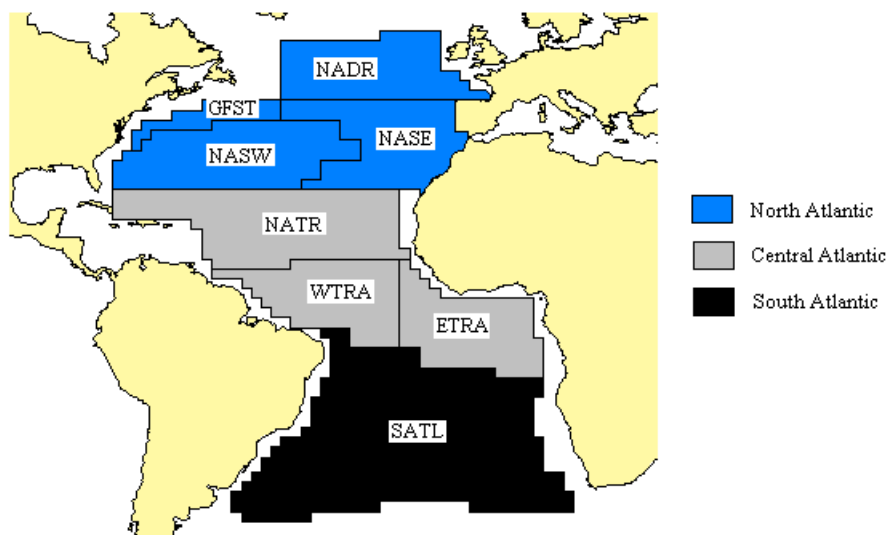 NADR
GFST
NASE
NASW
NATR
WTRA
ETRA
SATL
North Atlantic
Central Atlantic
South Atlantic